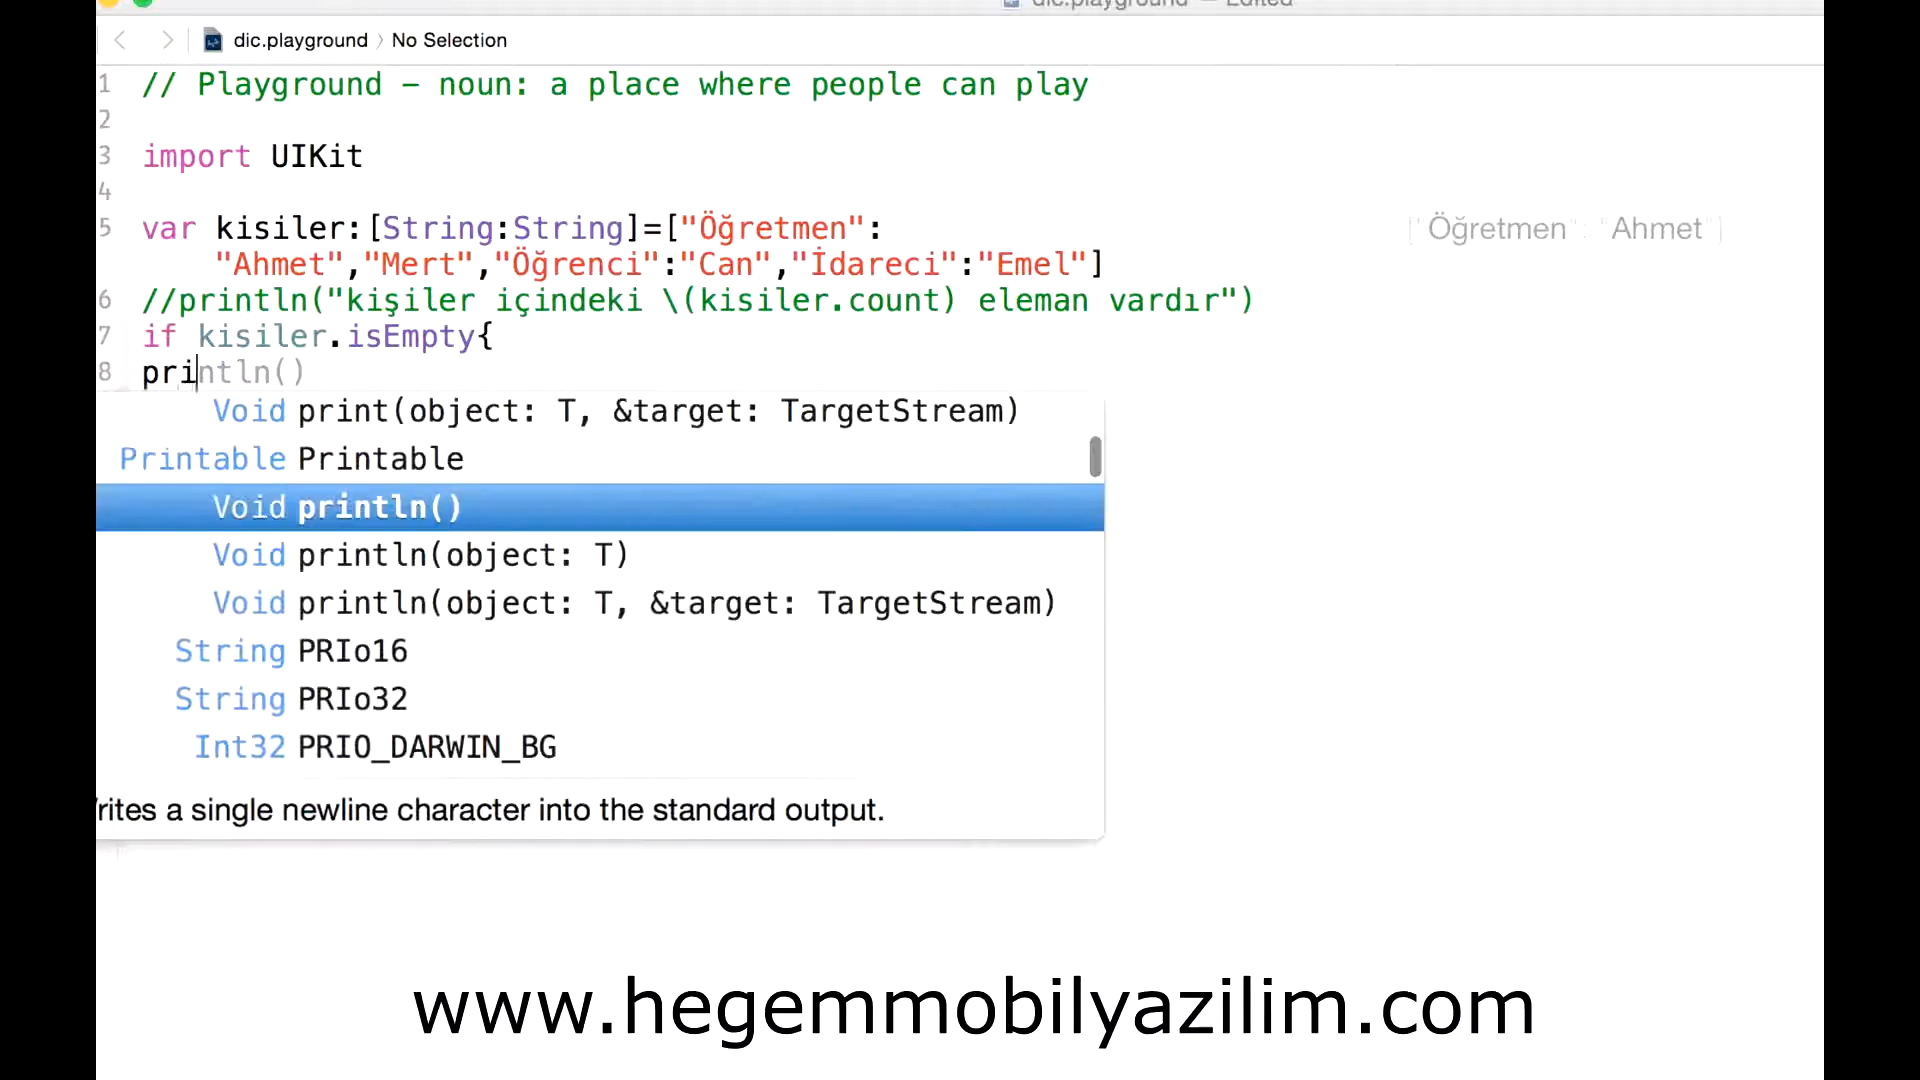 dic.playground — Edited
dic.playground 〉 No Selection
1 // Playground – noun: a place where people can play
2
3 import UIKit
4
5 var kisiler:[String:String]=["Öğretmen":
["Öğretmen": "Ahmet"]
"Ahmet","Mert","Öğrenci":"Can","İdareci":"Emel"]
6 //println("kişiler içindeki \(kisiler.count) eleman vardır")
7 if kisiler.isEmpty{
8 println()
Void print(object: T, &target: TargetStream)
Printable Printable
Void println()
Void println(object: T)
Void println(object: T, &target: TargetStream)
String PRIo16
String PRIo32
Int32 PRIO_DARWIN_BG
rites a single newline character into the standard output.
www.hegemmobilyazilim.com